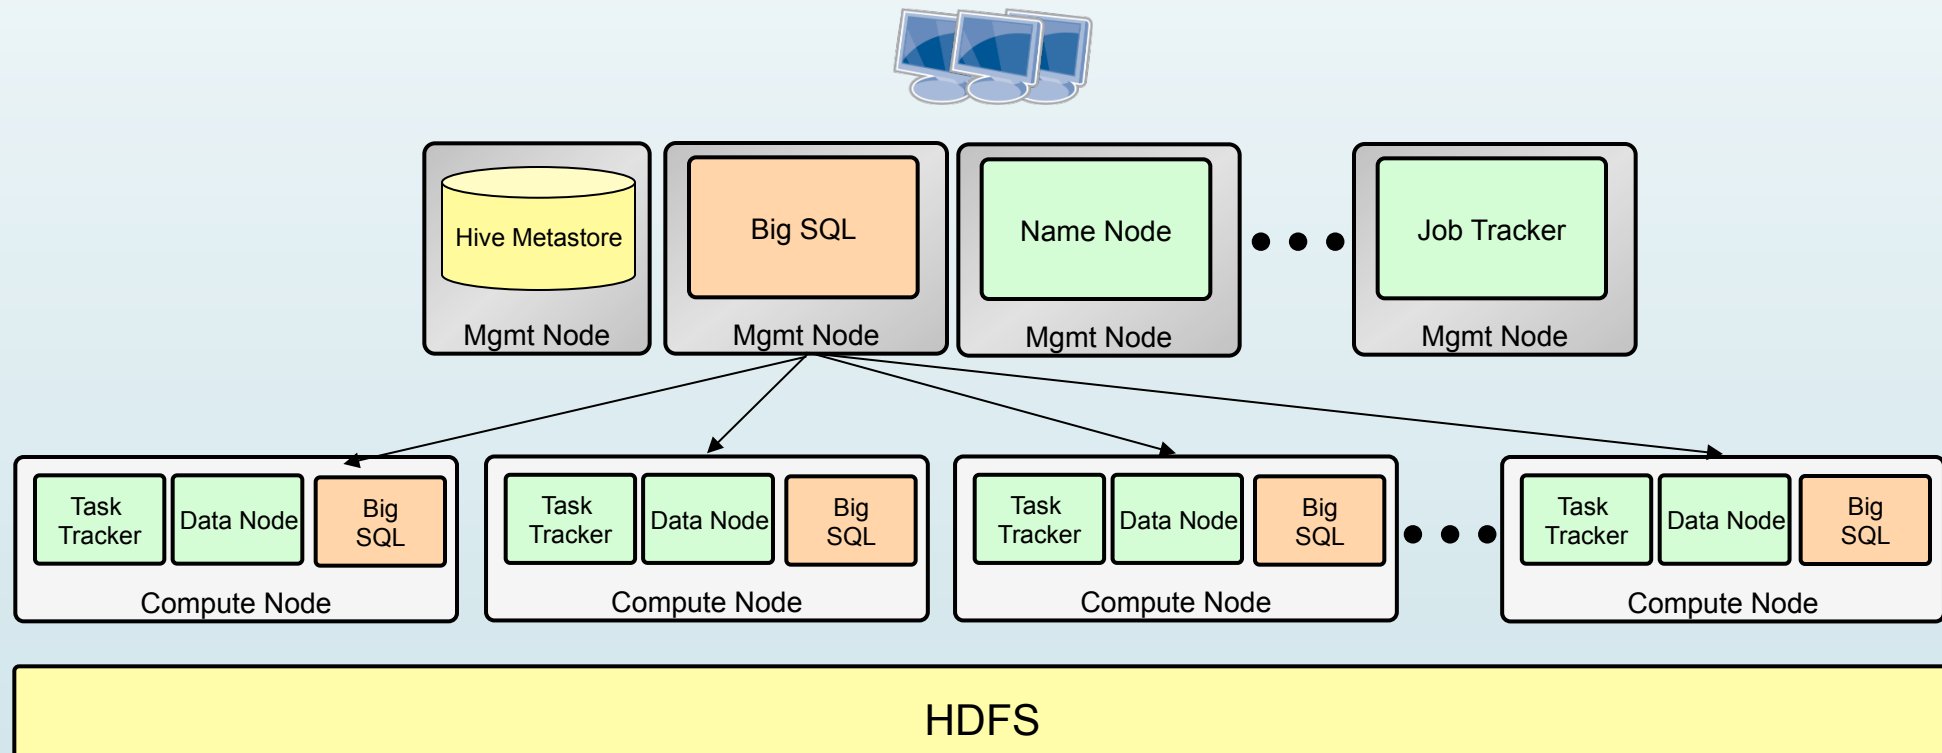 Hive Metastore
Mgmt Node
Big SQL
Mgmt Node
Name Node
Mgmt Node
Job Tracker
Mgmt Node
Task
Tracker
Data Node
Big
SQL
Compute Node
Task
Tracker
Data Node
Big
SQL
Compute Node
Task
Tracker
Data Node
Big
SQL
Compute Node
Task
Tracker
Data Node
Big
SQL
Compute Node
HDFS